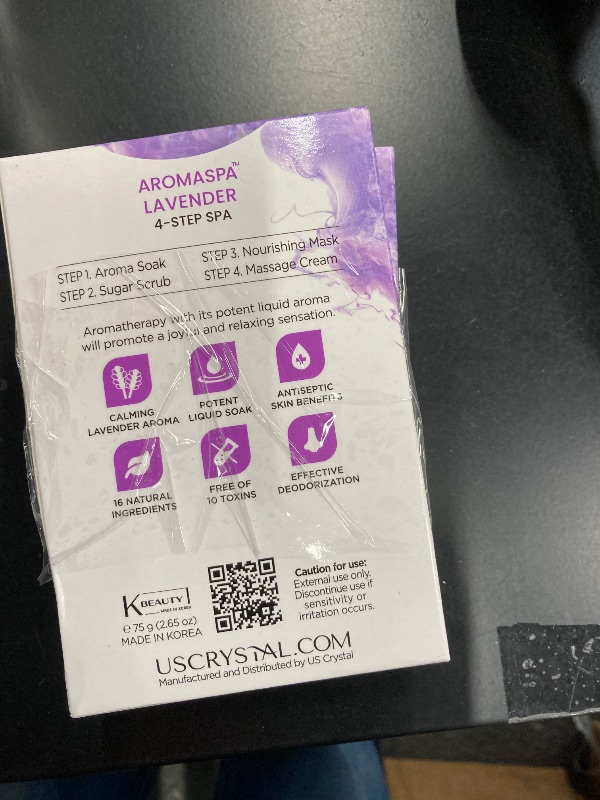 AROMASPA™
LAVENDER
4-STEP SPA
STEP 1. Aroma Soak
STEP 2. Sugar Scrub
STEP 3. Nourishing Mask
STEP 4. Massage Cream
Aromatherapy with its potent liquid aroma
will promote a joyful and relaxing sensation.
CALMING
LAVENDER AROMA
POTENT
LIQUID SOAK
ANTISEPTIC
SKIN BENEFITS
16 NATURAL
INGREDIENTS
FREE OF
10 TOXINS
EFFECTIVE
DEODORIZATION
K BEAUTY
MADE IN KOREA
℮ 75 g (2.65 oz)
MADE IN KOREA
Caution for use:
External use only.
Discontinue use if
sensitivity or
irritation occurs.
USCRYSTAL.COM
Manufactured and Distributed by US Crystal